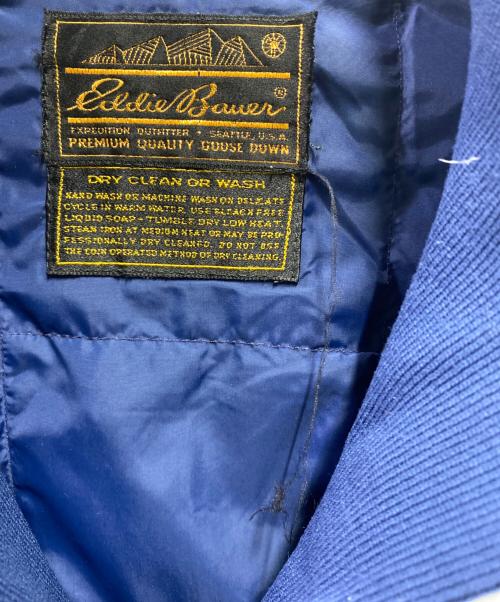 Eddie Bauer®
EXPEDITION OUTFITTER • SEATTLE, U.S.A.
PREMIUM QUALITY GOOSE DOWN
DRY CLEAN OR WASH
HAND WASH OR MACHINE WASH ON DELICATE
CYCLE IN WARM WATER. USE BLEACH FREE
LIQUID SOAP - TUMBLE DRY LOW HEAT.
STEAM IRON AT MEDIUM HEAT OR MAY BE PRO-
FESSIONALLY DRY CLEANED. DO NOT USE
THE COIN OPERATED METHOD OF DRY CLEANING.